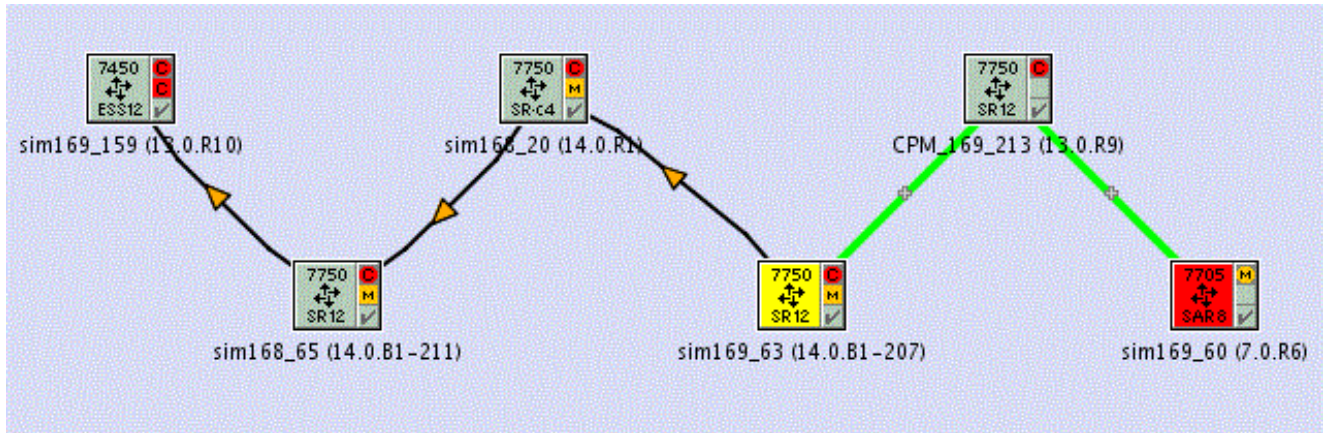 7450 C
C
ESS12
sim169_159 (13.0.R10)
7750 C
M
SR-c4
sim168_20 (14.0.R1)
7750 C
SR12
CPM_169_213 (13.0.R9)
7750 C
M
SR12
sim168_65 (14.0.B1-211)
7750 C
M
SR12
sim169_63 (14.0.B1-207)
7705 M
SAR8
sim169_60 (7.0.R6)